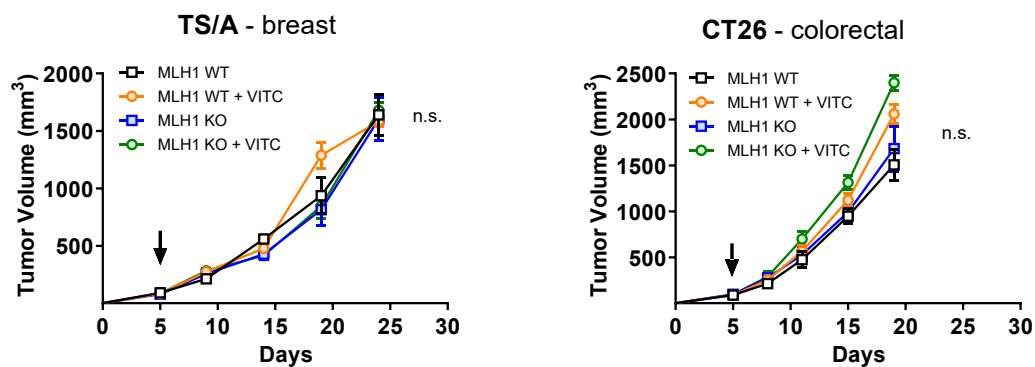 TS/A - breast
2000
1500
1000
500
0 5 10 15 20 25 30
Days
Tumor Volume (mm³)
MLH1 WT
MLH1 WT + VITC
MLH1 KO
MLH1 KO + VITC
n.s.
CT26 - colorectal
2500
2000
1500
1000
500
0 5 10 15 20 25 30
Days
Tumor Volume (mm³)
MLH1 WT
MLH1 WT + VITC
MLH1 KO
MLH1 KO + VITC
n.s.